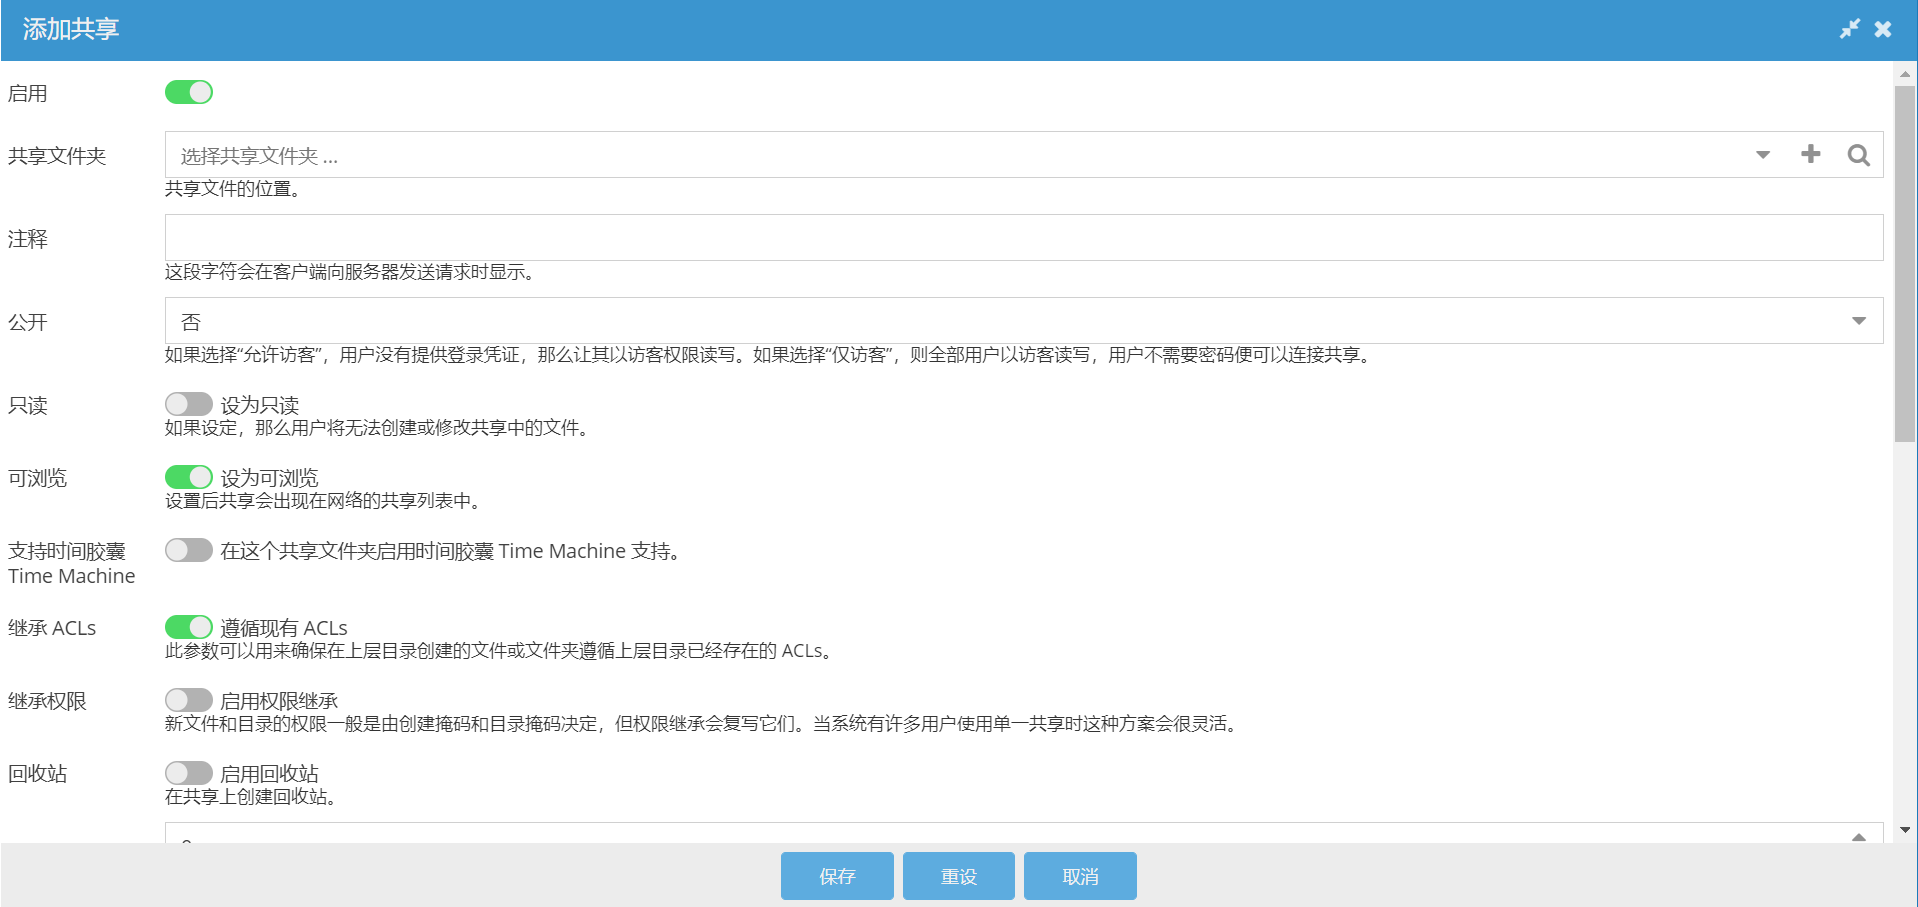 添加共享
启用
共享文件夹
选择共享文件夹 ...
共享文件的位置。
注释
这段字符会在客户端向服务器发送请求时显示。
公开
否
如果选择“允许访客”，用户没有提供登录凭证，那么让其以访客权限读写。如果选择“仅访客”，则全部用户以访客读写，用户不需要密码便可以连接共享。
只读
设为只读
如果设定，那么用户将无法创建或修改共享中的文件。
可浏览
设为可浏览
设置后共享会出现在网络的共享列表中。
支持时间胶囊
Time Machine
在这个共享文件夹启用时间胶囊 Time Machine 支持。
继承 ACLs
遵循现有 ACLs
此参数可以用来确保在上层目录创建的文件或文件夹遵循上层目录已经存在的 ACLs。
继承权限
启用权限继承
新文件和目录的权限一般是由创建掩码和目录掩码决定，但权限继承会复写它们。当系统有许多用户使用单一共享时这种方案会很灵活。
回收站
启用回收站
在共享上创建回收站。
保存
重设
取消